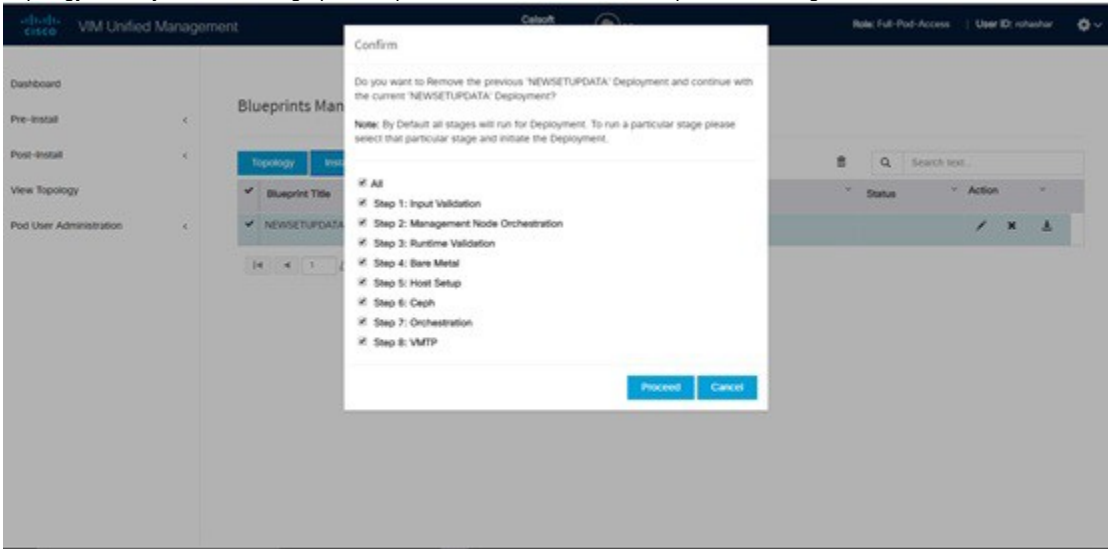 cisco VIM Unified Management
Calsoft
Role: Full-Pod-Access | User ID: rohashar
Dashboard
Pre-Install
Post-Install
View Topology
Pod User Administration
Blueprints Man
Topology Inst
Search text...
Blueprint Title Status Action
NEWSETUPDATA
1
Confirm
Do you want to Remove the previous 'NEWSETUPDATA' Deployment and continue with
the current 'NEWSETUPDATA' Deployment?
Note: By Default all stages will run for Deployment. To run a particular stage please
select that particular stage and initiate the Deployment.
All
Step 1: Input Validation
Step 2: Management Node Orchestration
Step 3: Runtime Validation
Step 4: Bare Metal
Step 5: Host Setup
Step 6: Ceph
Step 7: Orchestration
Step 8: VMTP
Proceed Cancel